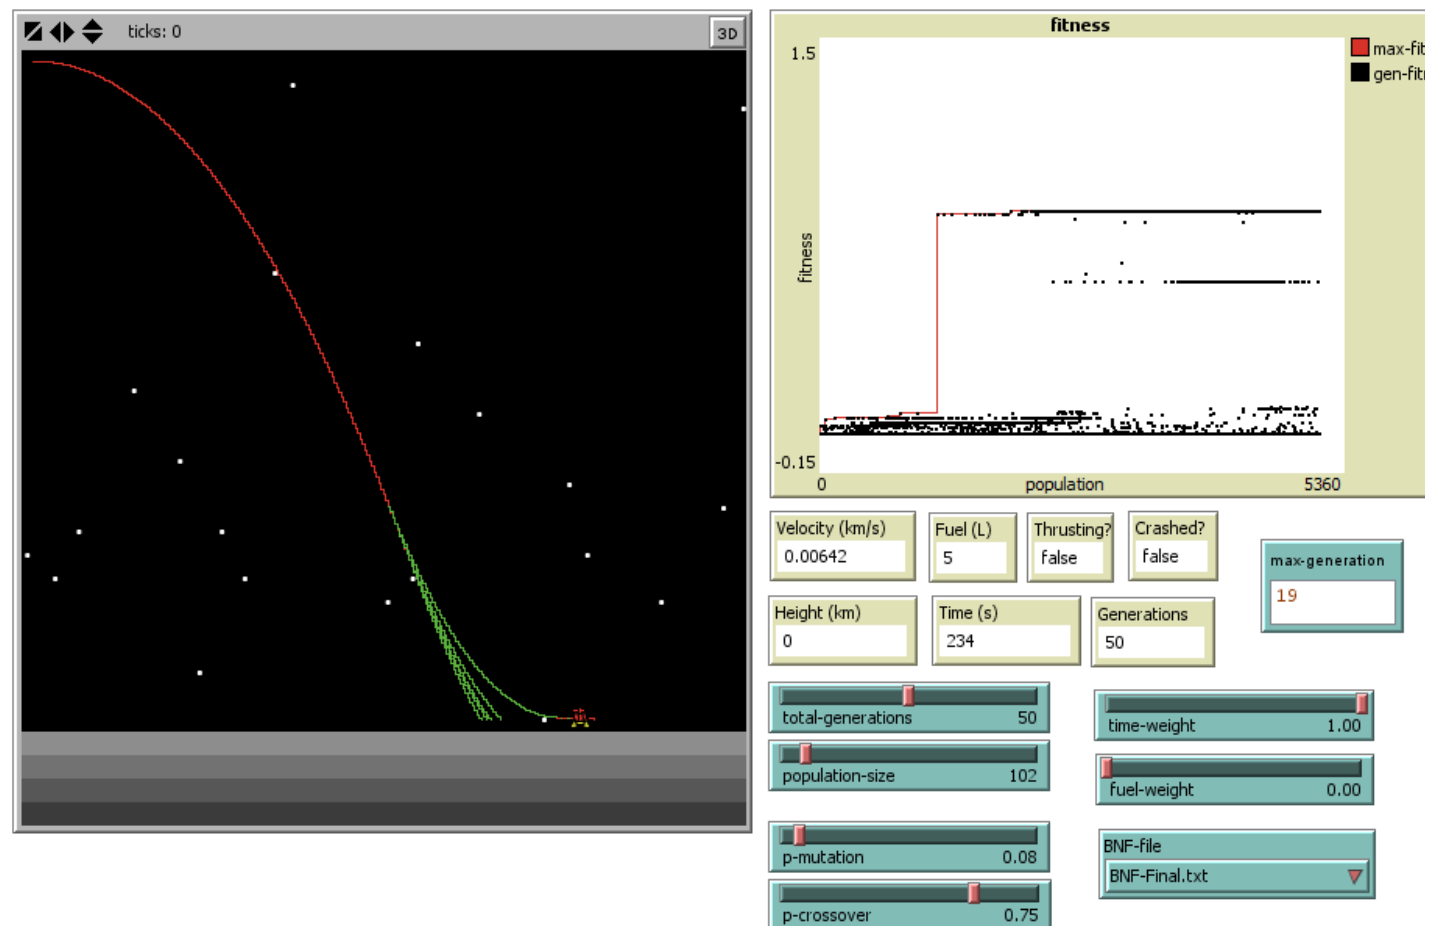 ticks: 0
3D
fitness
1.5
max-fit
gen-fit
fitness
-0.15
0
population
5360
Velocity (km/s)
0.00642
Fuel (L)
5
Thrusting?
false
Crashed?
false
max-generation
19
Height (km)
0
Time (s)
234
Generations
50
total-generations
50
time-weight
1.00
population-size
102
fuel-weight
0.00
p-mutation
0.08
BNF-file
BNF-Final.txt
p-crossover
0.75